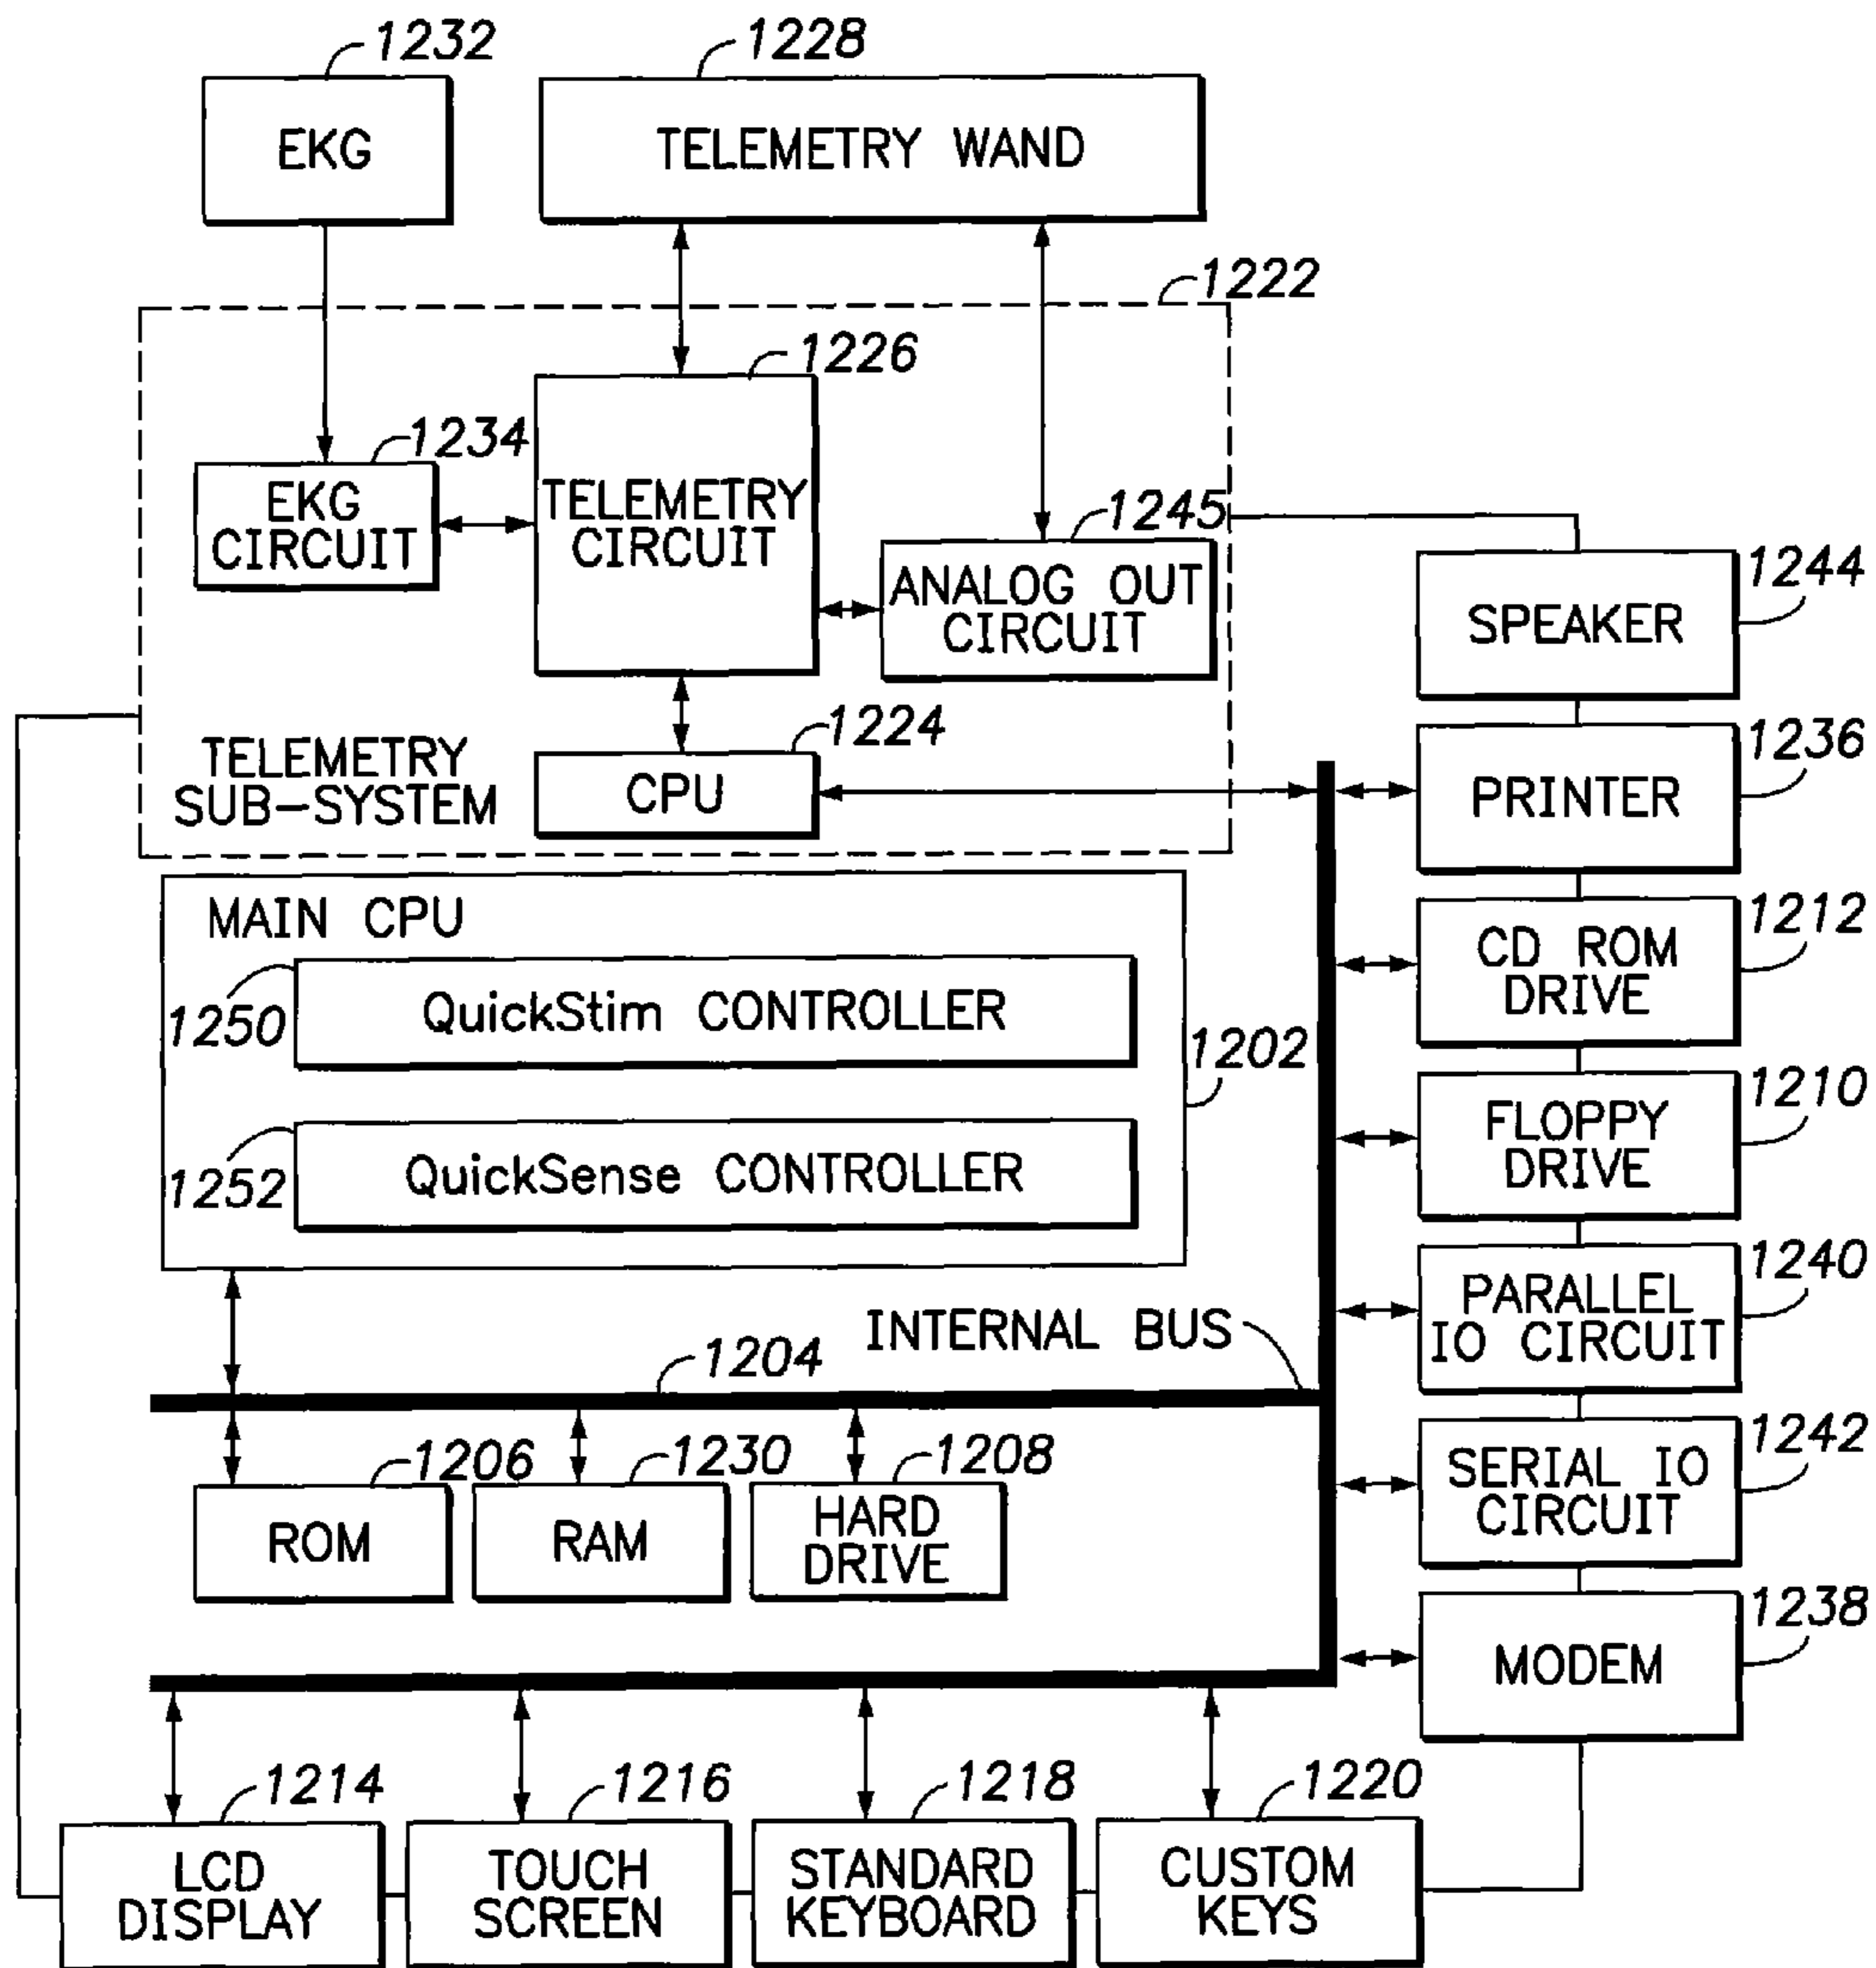 1232
1228
EKG
TELEMETRY WAND
1222
1226
1234
EKG
CIRCUIT
TELEMETRY
CIRCUIT
1245
ANALOG OUT
CIRCUIT
1244
SPEAKER
1224
TELEMETRY
SUB-SYSTEM
CPU
1236
PRINTER
MAIN CPU
1250
QuickStim CONTROLLER
1202
1252
QuickSense CONTROLLER
1212
CD ROM
DRIVE
1210
FLOPPY
DRIVE
1240
PARALLEL
IO CIRCUIT
INTERNAL BUS
1204
1206
1230
1208
ROM
RAM
HARD
DRIVE
1242
SERIAL IO
CIRCUIT
1238
MODEM
1214
1216
1218
1220
LCD
DISPLAY
TOUCH
SCREEN
STANDARD
KEYBOARD
CUSTOM
KEYS